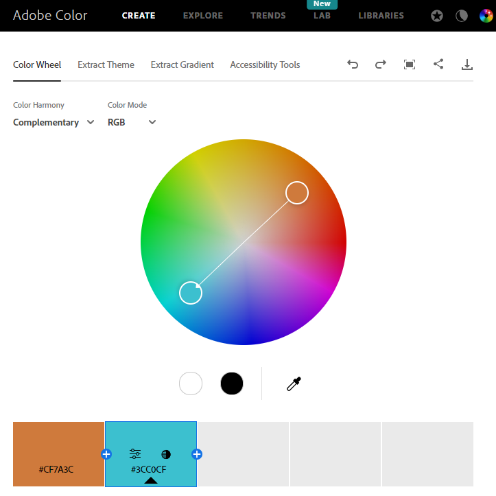 New
Adobe Color CREATE EXPLORE TRENDS LAB LIBRARIES
Color Wheel Extract Theme Extract Gradient Accessibility Tools
Color Harmony Color Mode
Complementary RGB
#CF7A3C #3CC0CF